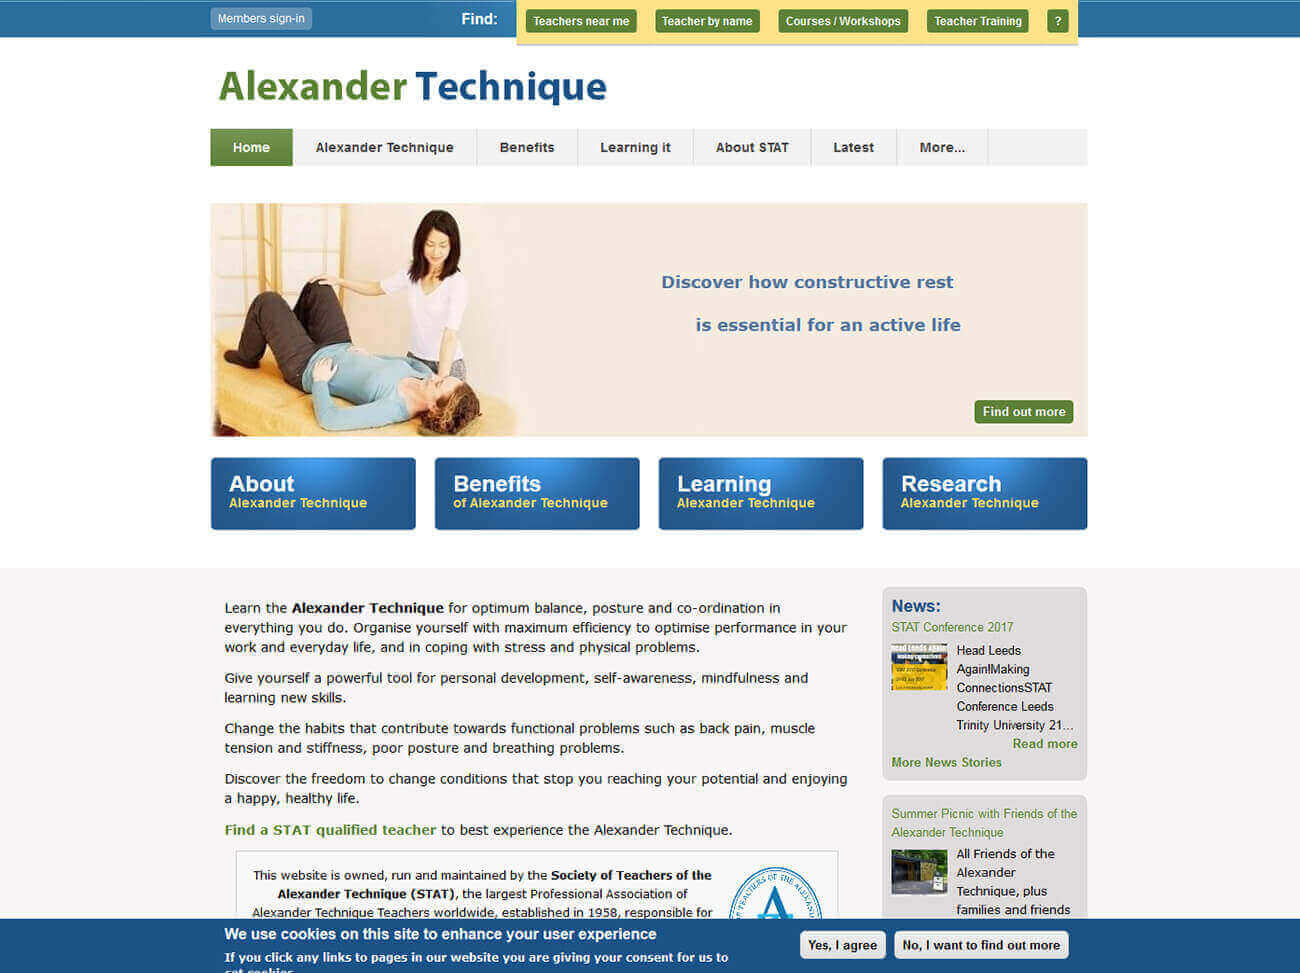 Members sign-in
Find:
Teachers near me
Teacher by name
Courses / Workshops
Teacher Training
?
Alexander Technique
Home
Alexander Technique
Benefits
Learning it
About STAT
Latest
More...
Discover how constructive rest
is essential for an active life
Find out more
About
Alexander Technique
Benefits
of Alexander Technique
Learning
Alexander Technique
Research
Alexander Technique
Learn the Alexander Technique for optimum balance, posture and co-ordination in
everything you do. Organise yourself with maximum efficiency to optimise performance in your
work and everyday life, and in coping with stress and physical problems.
Give yourself a powerful tool for personal development, self-awareness, mindfulness and
learning new skills.
Change the habits that contribute towards functional problems such as back pain, muscle
tension and stiffness, poor posture and breathing problems.
Discover the freedom to change conditions that stop you reaching your potential and enjoying
a happy, healthy life.
Find a STAT qualified teacher to best experience the Alexander Technique.
This website is owned, run and maintained by the Society of Teachers of the
Alexander Technique (STAT), the largest Professional Association of
Alexander Technique Teachers worldwide, established in 1958, responsible for
OF TEACHERS OF THE ALEXAND
News:
STAT Conference 2017
Head Leeds Again
Making Connections
Head Leeds
Again!Making
ConnectionsSTAT
Conference Leeds
Trinity University 21...
Read more
More News Stories
Summer Picnic with Friends of the
Alexander Technique
All Friends of the
Alexander
Technique, plus
families and friends
We use cookies on this site to enhance your user experience
If you click any links to pages in our website you are giving your consent for us to
set cookies.
Yes, I agree
No, I want to find out more